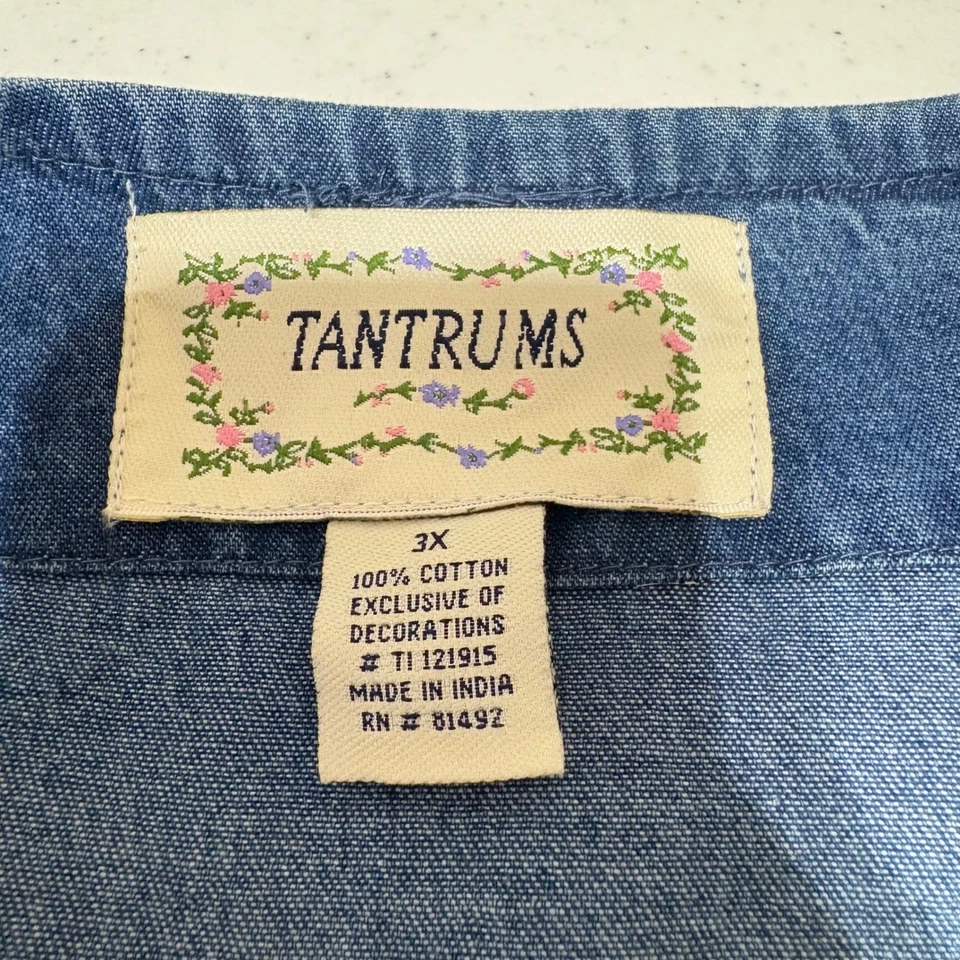 TANTRUMS
3X
100% COTTON
EXCLUSIVE OF
DECORATIONS
# TI 121915
MADE IN INDIA
RN # 81492